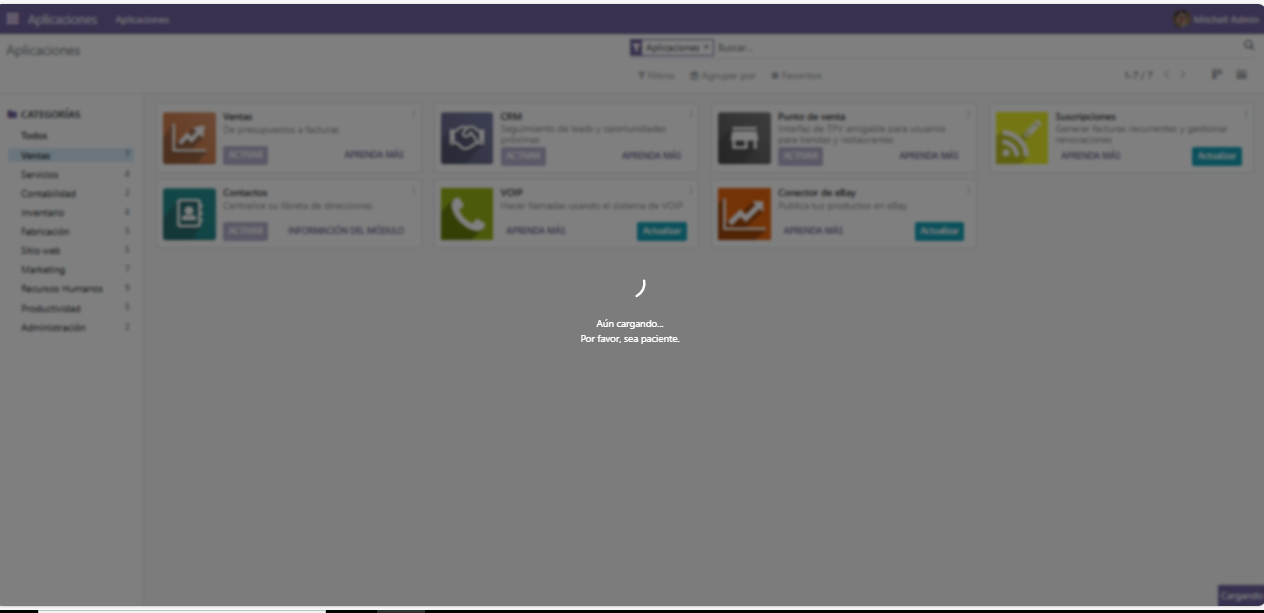 Aplicaciones Aplicaciones Mitchell Admin
Aplicaciones
Aplicaciones Buscar...
Filtros Agrupar por Favoritos 1-7 / 7
CATEGORÍAS
Todos
Ventas 7
Servicios 4
Contabilidad 2
Inventario 4
Fabricación 5
Sitio web 5
Marketing 7
Recursos Humanos 9
Productividad 5
Administración 2
Ventas
De presupuestos a facturas
ACTIVAR APRENDA MÁS
CRM
Seguimiento de leads y oportunidades
próximas
ACTIVAR APRENDA MÁS
Punto de venta
Interfaz de TPV amigable para usuarios
para tiendas y restaurantes
ACTIVAR APRENDA MÁS
Suscripciones
Generar facturas recurrentes y gestionar
renovaciones
APRENDA MÁS Actualizar
Contactos
Centralice su libreta de direcciones
ACTIVAR INFORMACIÓN DEL MÓDULO
VOIP
Hacer llamadas usando el sistema de VOIP
APRENDA MÁS Actualizar
Conector de eBay
Publica tus productos en eBay
APRENDA MÁS Actualizar
Aún cargando...
Por favor, sea paciente.
Cargando